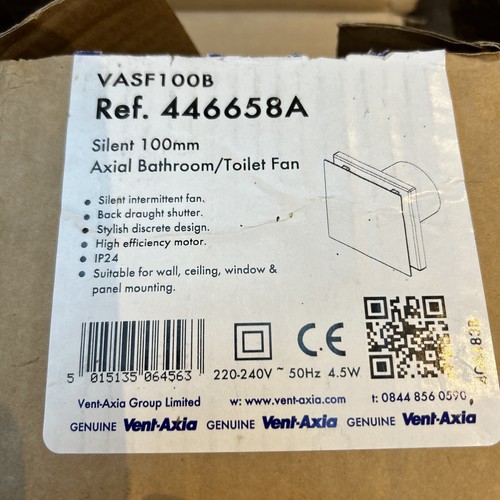 VASF100B
Ref. 446658A
Silent 100mm
Axial Bathroom/Toilet Fan
Silent intermittent fan.
Back draught shutter.
Stylish discrete design.
High efficiency motor.
IP24
Suitable for wall, ceiling, window &
panel mounting.
CE
5 015135 064563
220-240V ~ 50Hz 4.5W
Vent-Axia Group Limited w: www.vent-axia.com t: 0844 856 0590
GENUINE Vent-Axia GENUINE Vent-Axia GENUINE Vent-Axia